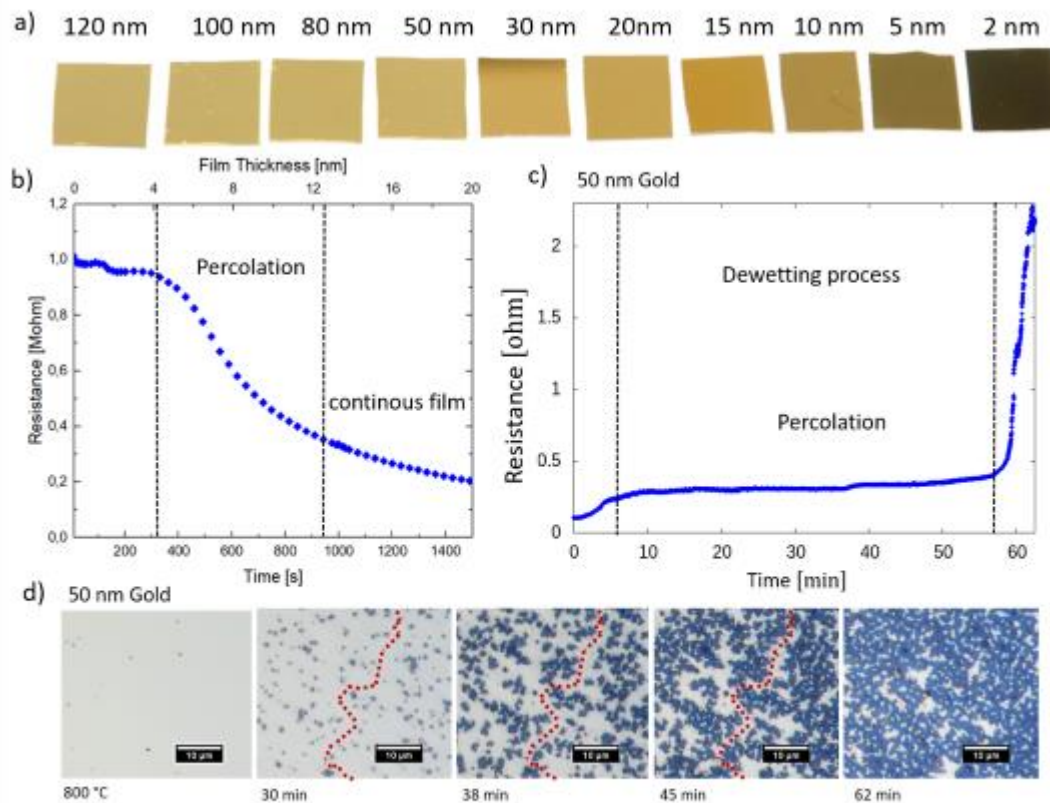 a) 120 nm 100 nm 80 nm 50 nm 30 nm 20nm 15 nm 10 nm 5 nm 2 nm
b)
Film Thickness [nm]
0 4 8 12 16 20
1,2
1,0
0,8
0,6
0,4
0,2
0,0
Resistance [Mohm]
Percolation
continous film
200 400 600 800 1000 1200 1400
Time [s]
c) 50 nm Gold
2
1.5
1
0.5
0
Resistance [ohm]
Dewetting process
Percolation
0 10 20 30 40 50 60
Time [min]
d) 50 nm Gold
10 µm 10 µm 10 µm 10 µm 10 µm
800 °C 30 min 38 min 45 min 62 min